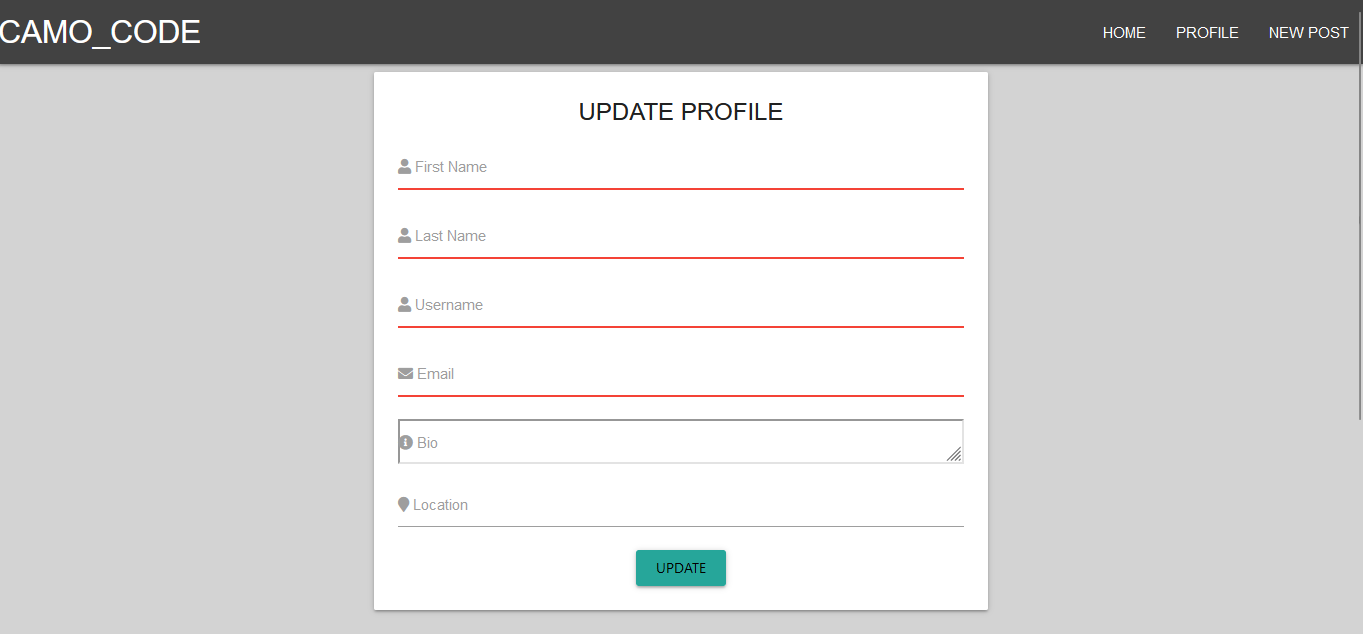 CAMO_CODE
HOME PROFILE NEW POST
UPDATE PROFILE
First Name
Last Name
Username
Email
Bio
Location
UPDATE